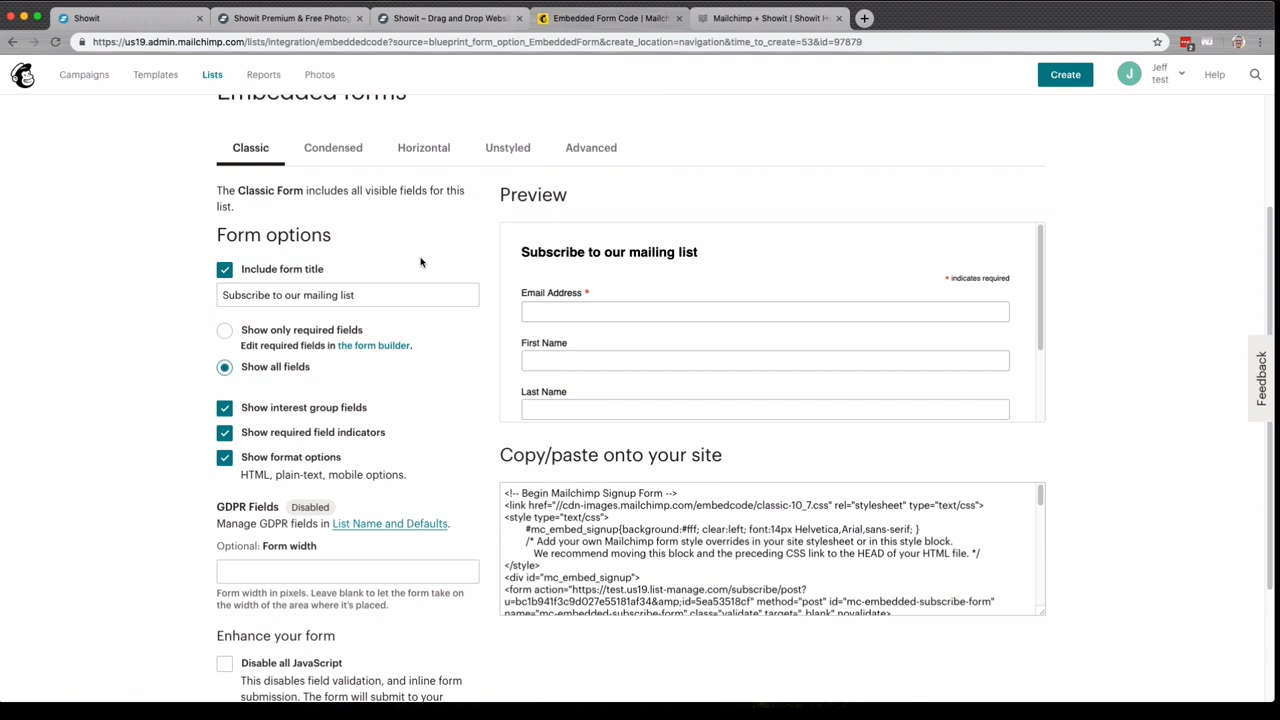 Showit
Showit Premium & Free Photog
Showit – Drag and Drop Websi
Embedded Form Code | Mailch
Mailchimp + Showit | Showit H
https://us19.admin.mailchimp.com/lists/integration/embeddedcode?source=blueprint_form_option_EmbeddedForm&create_location=navigation&time_to_create=53&id=97879
Campaigns
Templates
Lists
Reports
Photos
Create
J
Jeff
test
Help
Embedded forms
Classic
Condensed
Horizontal
Unstyled
Advanced
The Classic Form includes all visible fields for this
list.
Form options
Include form title
Subscribe to our mailing list
Show only required fields
Edit required fields in the form builder.
Show all fields
Show interest group fields
Show required field indicators
Show format options
HTML, plain-text, mobile options.
GDPR Fields Disabled
Manage GDPR fields in List Name and Defaults.
Optional: Form width
Form width in pixels. Leave blank to let the form take on
the width of the area where it's placed.
Enhance your form
Disable all JavaScript
This disables field validation, and inline form
submission. The form will submit to your
Preview
Subscribe to our mailing list
* indicates required
Email Address *
First Name
Last Name
Copy/paste onto your site
<!-- Begin Mailchimp Signup Form -->
<link href="//cdn-images.mailchimp.com/embedcode/classic-10_7.css" rel="stylesheet" type="text/css">
<style type="text/css">
#mc_embed_signup{background:#fff; clear:left; font:14px Helvetica,Arial,sans-serif; }
/* Add your own Mailchimp form style overrides in your site stylesheet or in this style block.
We recommend moving this block and the preceding CSS link to the HEAD of your HTML file. */
</style>
<div id="mc_embed_signup">
<form action="https://test.us19.list-manage.com/subscribe/post?
u=bc1b941f3c9d027e55181af34&amp;id=5ea53518cf" method="post" id="mc-embedded-subscribe-form"
name="mc-embedded-subscribe-form" class="validate" target="_blank" novalidate>
Feedback